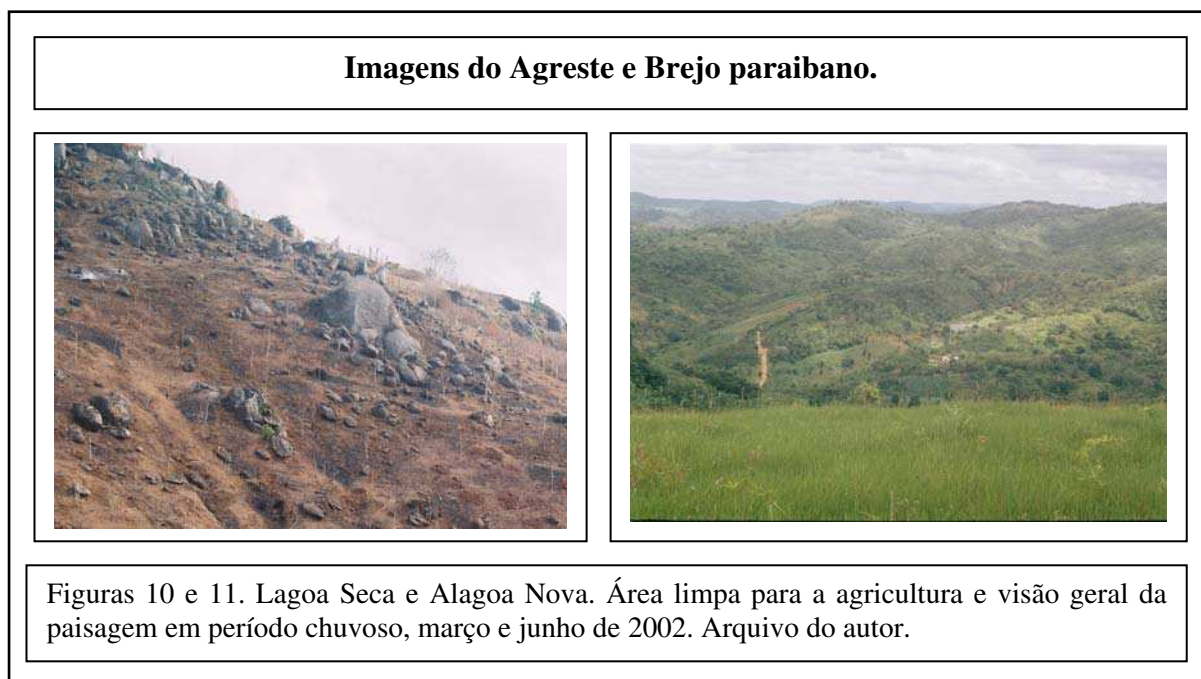 Imagens do Agreste e Brejo paraibano.
Figuras 10 e 11. Lagoa Seca e Alagoa Nova. Área limpa para a agricultura e visão geral da
paisagem em período chuvoso, março e junho de 2002. Arquivo do autor.